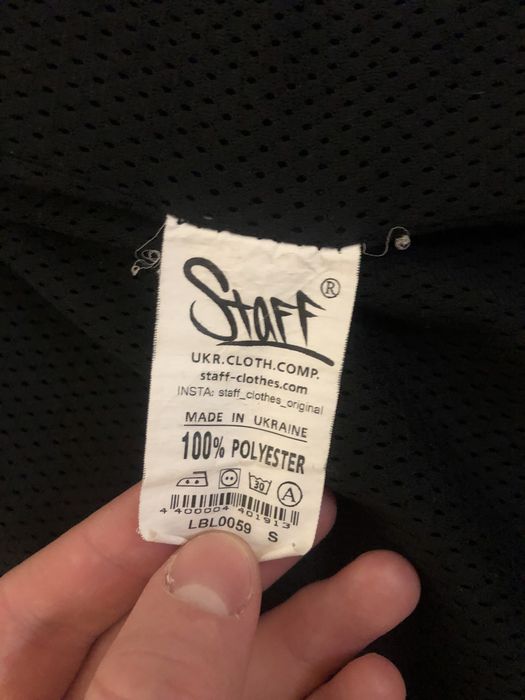 Staff®
UKR.CLOTH.COMP.
staff-clothes.com
INSTA: staff_clothes_original
MADE IN UKRAINE
100% POLYESTER
30 A
4 400004 401913
LBL0059 S